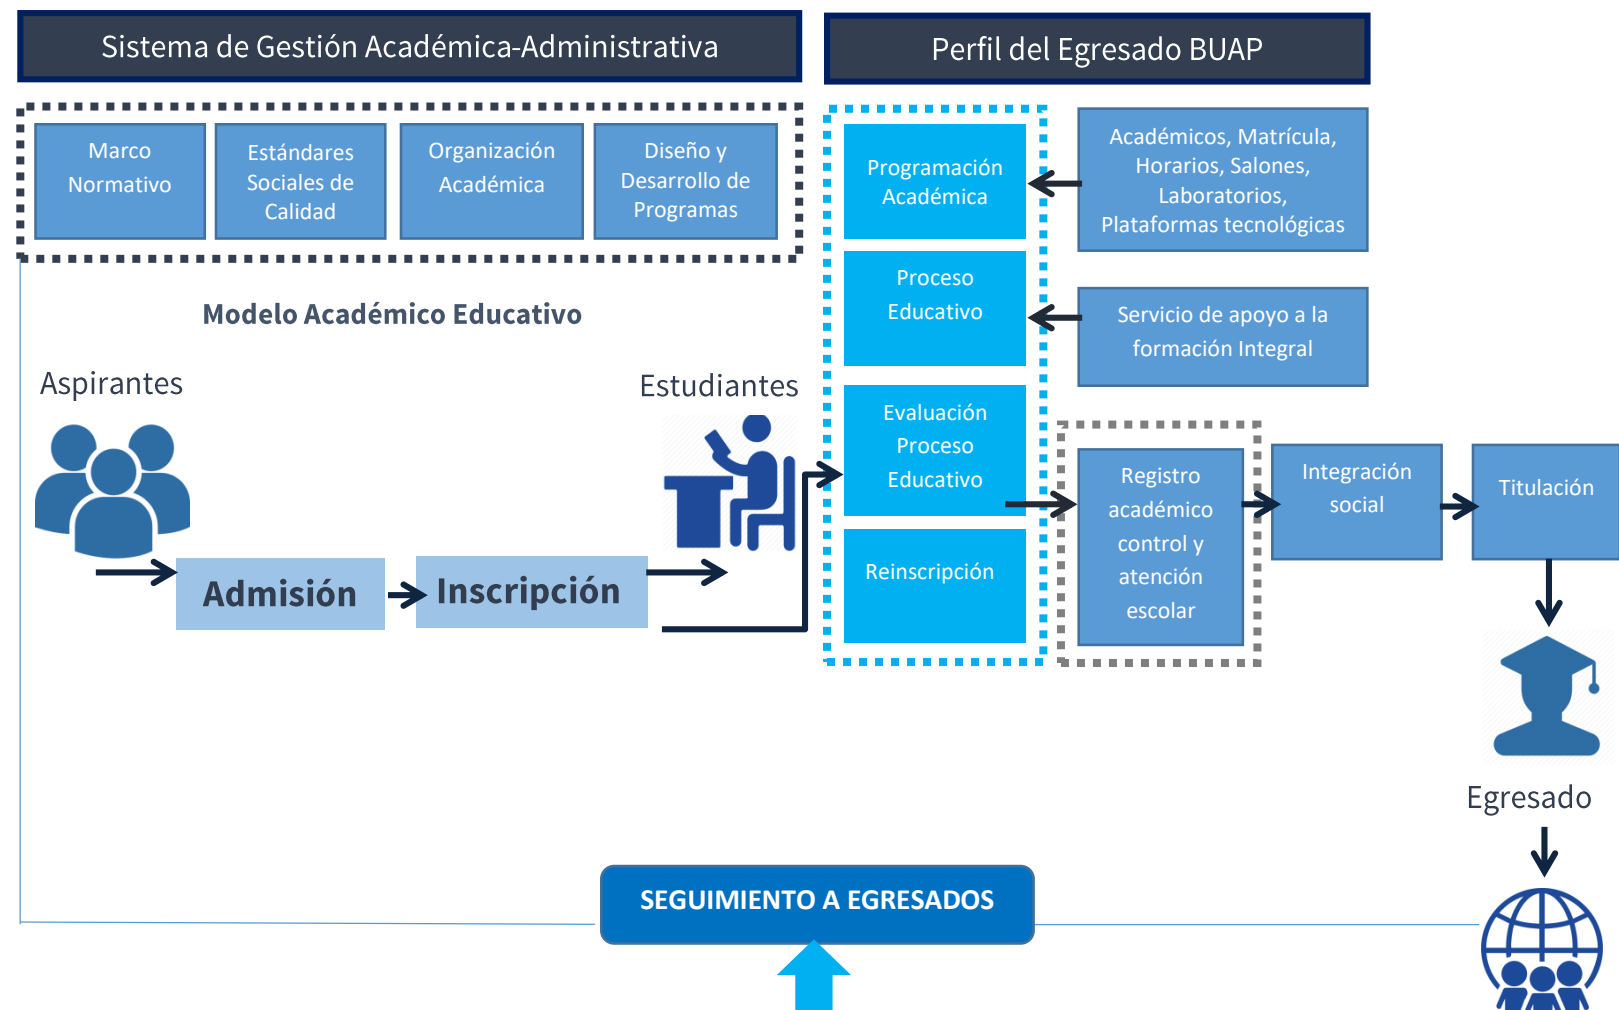 Sistema de Gestión Académica-Administrativa
Perfil del Egresado BUAP
Marco
Normativo
Estándares
Sociales de
Calidad
Organización
Académica
Diseño y
Desarrollo de
Programas
Programación
Académica
Académicos, Matrícula,
Horarios, Salones,
Laboratorios,
Plataformas tecnológicas
Proceso
Educativo
Servicio de apoyo a la
formación Integral
Modelo Académico Educativo
Aspirantes
Estudiantes
Evaluación
Proceso
Educativo
Registro
académico
control y
atención
escolar
Integración
social
Titulación
Admisión
Inscripción
Reinscripción
Egresado
SEGUIMIENTO A EGRESADOS